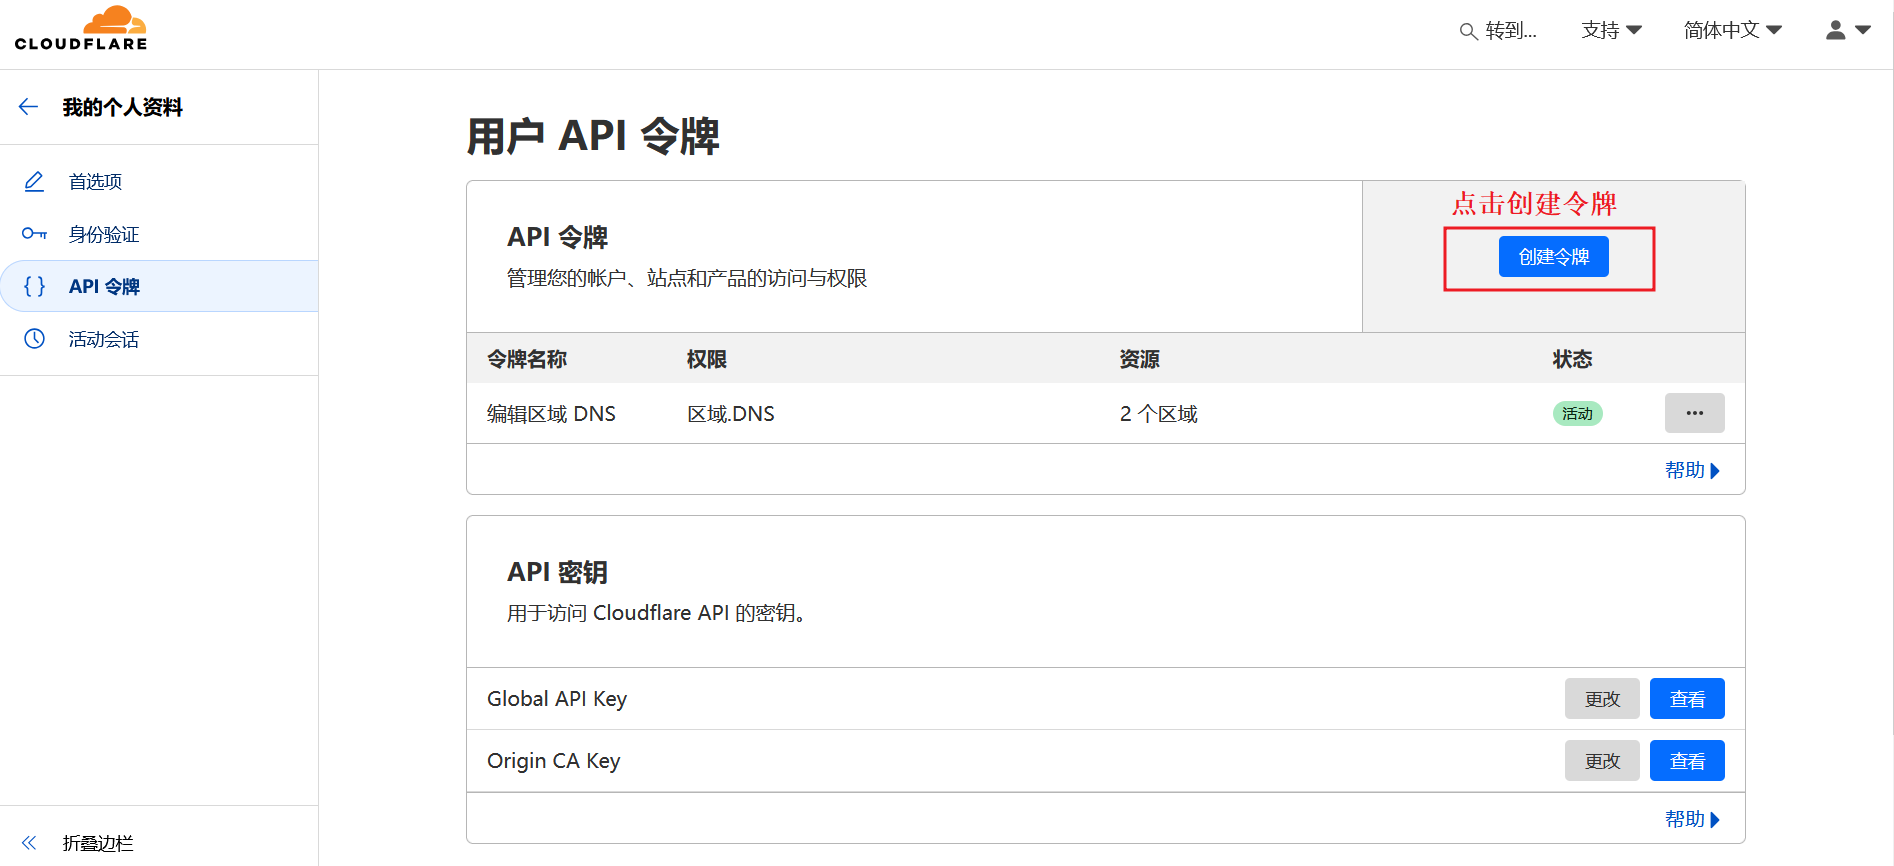 CLOUDFLARE
转到...
支持
简体中文
我的个人资料
首选项
身份验证
API 令牌
活动会话
折叠边栏
用户 API 令牌
API 令牌
管理您的帐户、站点和产品的访问与权限
点击创建令牌
创建令牌
令牌名称 权限 资源 状态
编辑区域 DNS 区域.DNS 2 个区域 活动 ...
帮助
API 密钥
用于访问 Cloudflare API 的密钥。
Global API Key 更改 查看
Origin CA Key 更改 查看
帮助